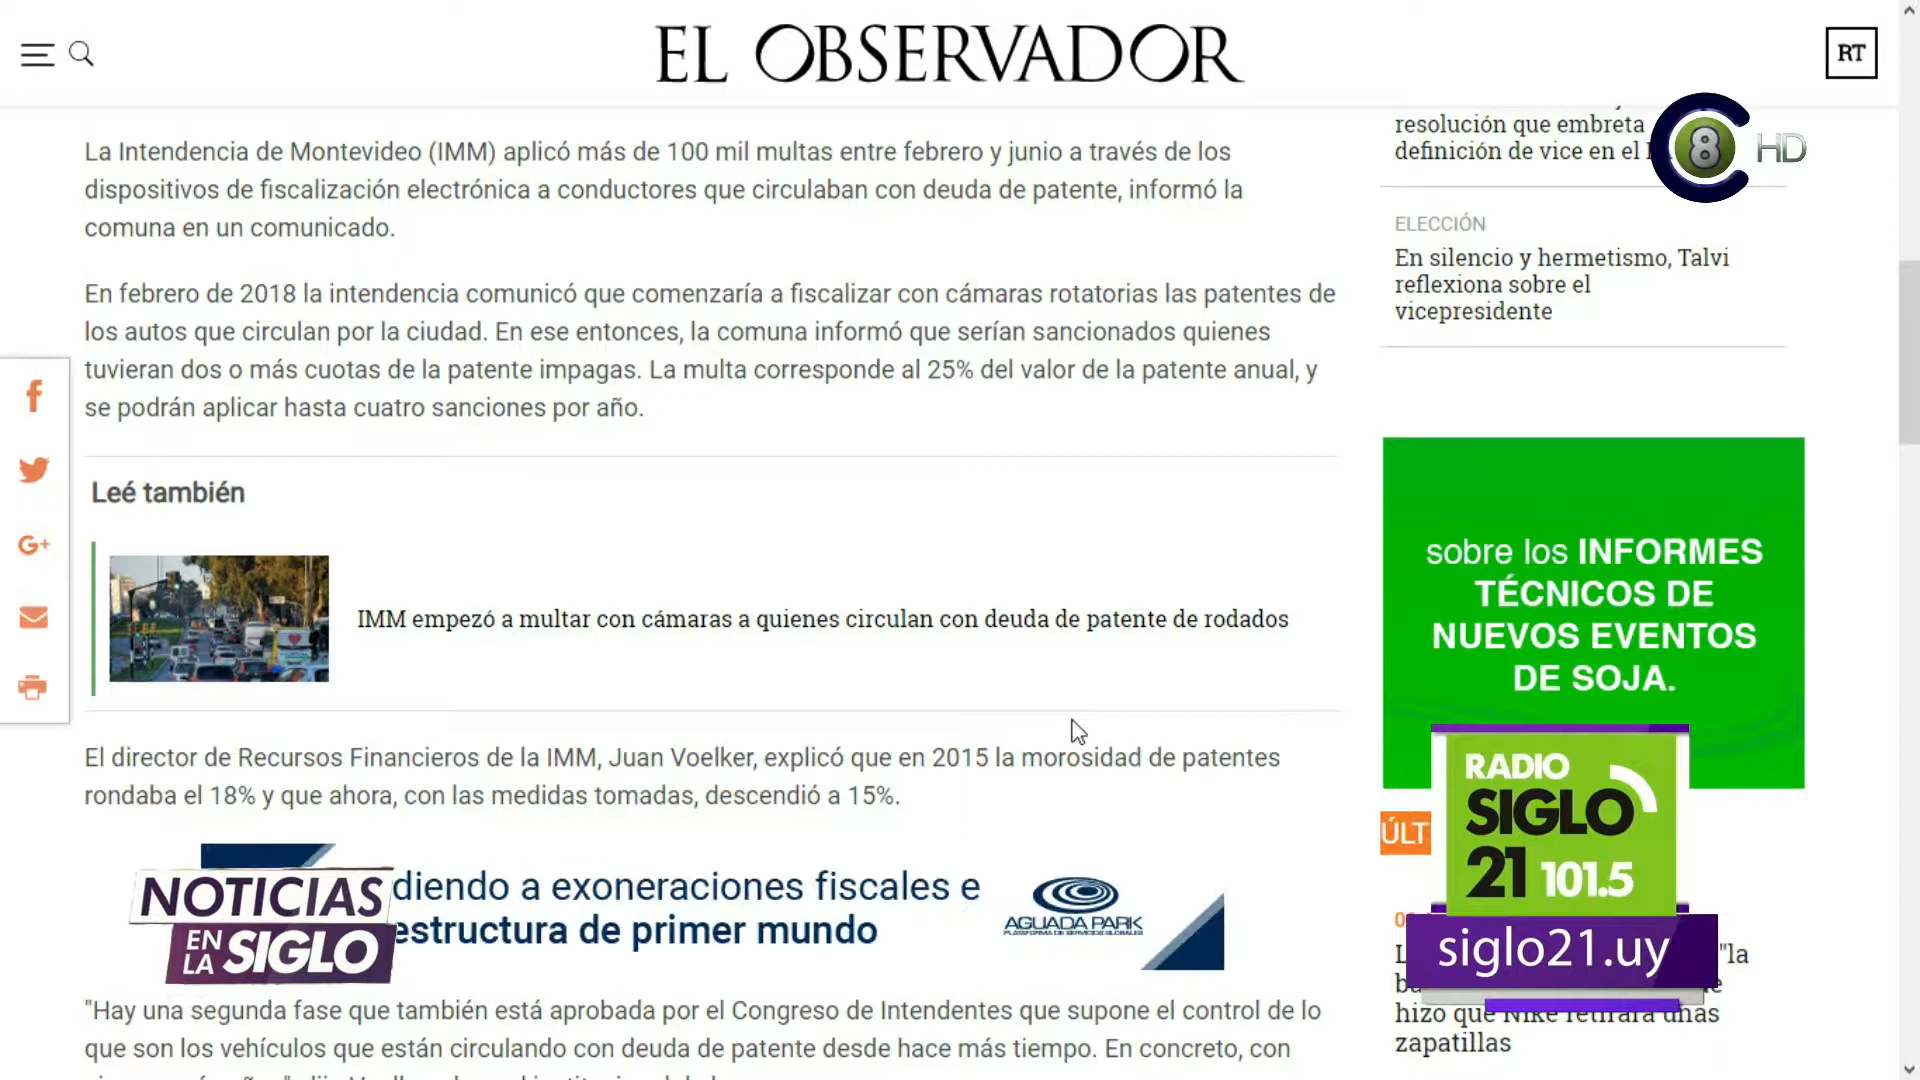 EL OBSERVADOR
RT
La Intendencia de Montevideo (IMM) aplicó más de 100 mil multas entre febrero y junio a través de los
dispositivos de fiscalización electrónica a conductores que circulaban con deuda de patente, informó la
comuna en un comunicado.
En febrero de 2018 la intendencia comunicó que comenzaría a fiscalizar con cámaras rotatorias las patentes de
los autos que circulan por la ciudad. En ese entonces, la comuna informó que serían sancionados quienes
tuvieran dos o más cuotas de la patente impagas. La multa corresponde al 25% del valor de la patente anual, y
se podrán aplicar hasta cuatro sanciones por año.
Leé también
IMM empezó a multar con cámaras a quienes circulan con deuda de patente de rodados
El director de Recursos Financieros de la IMM, Juan Voelker, explicó que en 2015 la morosidad de patentes
rondaba el 18% y que ahora, con las medidas tomadas, descendió a 15%.
diendo a exoneraciones fiscales e
estructura de primer mundo
AGUADA PARK
PLATAFORMA DE SERVICIOS GLOBALES
NOTICIAS
EN
LA SIGLO
"Hay una segunda fase que también está aprobada por el Congreso de Intendentes que supone el control de lo
que son los vehículos que están circulando con deuda de patente desde hace más tiempo. En concreto, con
resolución que embreta
definición de vice en el
8 HD
ELECCIÓN
En silencio y hermetismo, Talvi
reflexiona sobre el
vicepresidente
sobre los INFORMES
TÉCNICOS DE
NUEVOS EVENTOS
DE SOJA.
ÚLT
RADIO
SIGLO
21 101.5
siglo21.uy
"la
hizo que Nike retirara unas
zapatillas